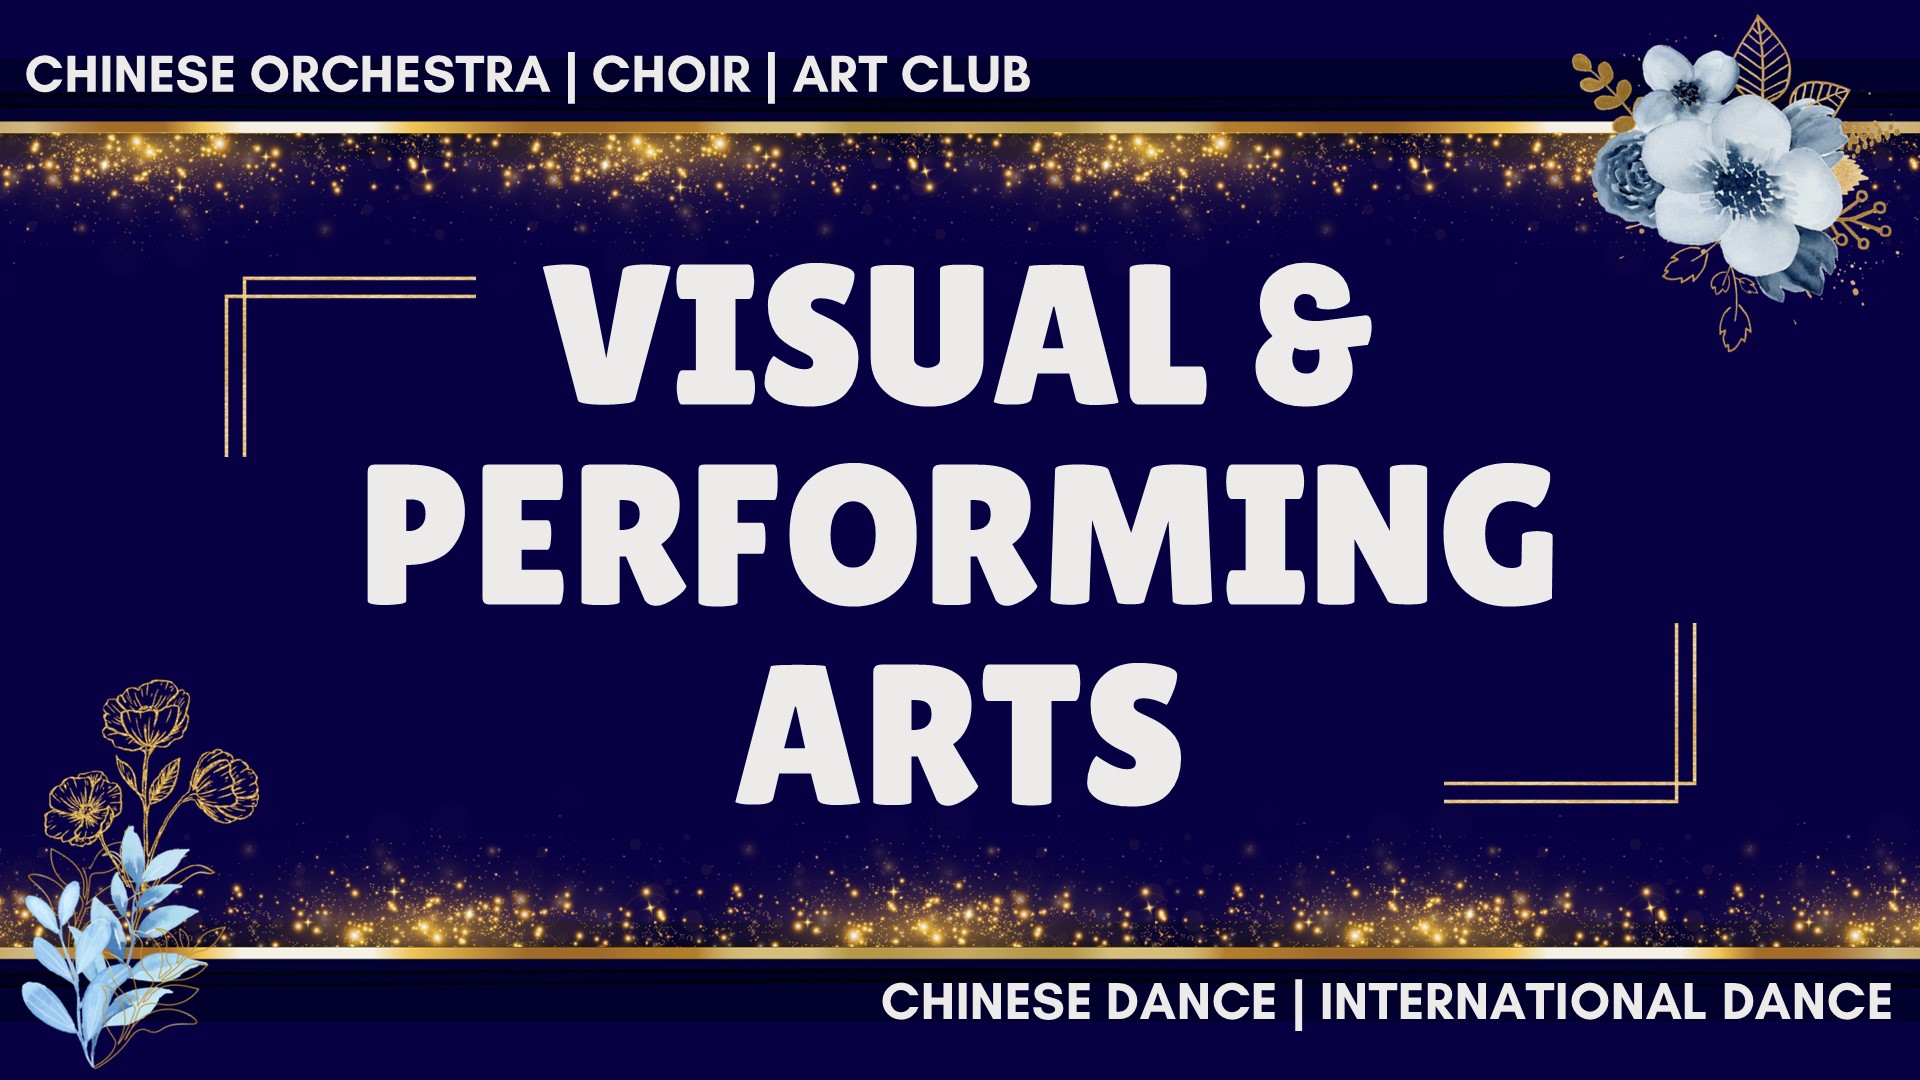 CHINESE ORCHESTRA | CHOIR | ART CLUB
VISUAL &
PERFORMING
ARTS
CHINESE DANCE | INTERNATIONAL DANCE